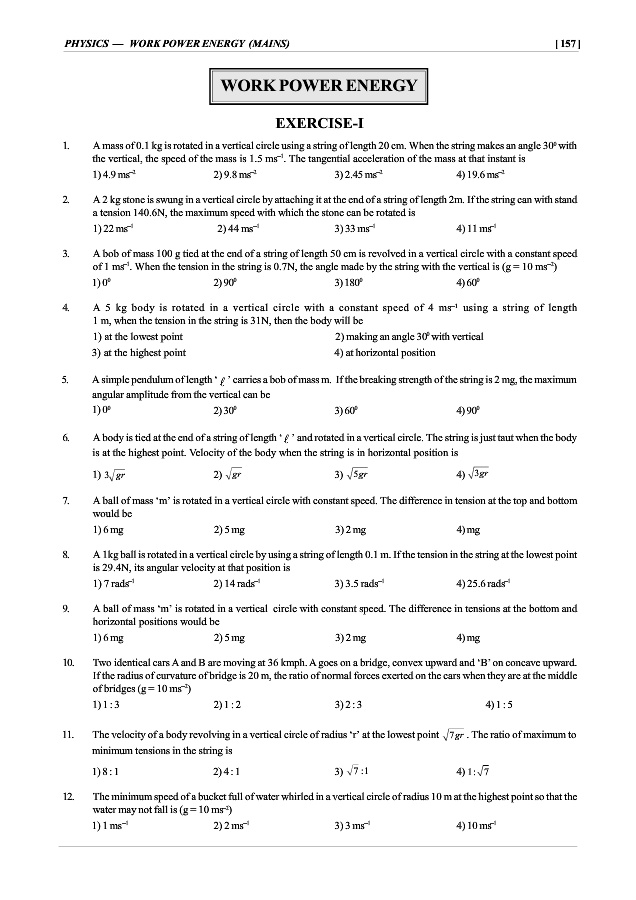 PHYSICS — WORK POWER ENERGY (MAINS) [ 157 ]
WORK POWER ENERGY
EXERCISE-I
1. A mass of 0.1 kg is rotated in a vertical circle using a string of length 20 cm. When the string makes an angle 30⁰ with
the vertical, the speed of the mass is 1.5 ms⁻¹. The tangential acceleration of the mass at that instant is
1) 4.9 ms⁻² 2) 9.8 ms⁻² 3) 2.45 ms⁻² 4) 19.6 ms⁻²
2. A 2 kg stone is swung in a vertical circle by attaching it at the end of a string of length 2m. If the string can with stand
a tension 140.6N, the maximum speed with which the stone can be rotated is
1) 22 ms⁻¹ 2) 44 ms⁻¹ 3) 33 ms⁻¹ 4) 11 ms⁻¹
3. A bob of mass 100 g tied at the end of a string of length 50 cm is revolved in a vertical circle with a constant speed
of 1 ms⁻¹. When the tension in the string is 0.7N, the angle made by the string with the vertical is (g = 10 ms⁻²)
1) 0⁰ 2) 90⁰ 3) 180⁰ 4) 60⁰
4. A 5 kg body is rotated in a vertical circle with a constant speed of 4 ms⁻¹ using a string of length
1 m, when the tension in the string is 31N, then the body will be
1) at the lowest point 2) making an angle 30⁰ with vertical
3) at the highest point 4) at horizontal position
5. A simple pendulum of length ‘ ℓ ’ carries a bob of mass m. If the breaking strength of the string is 2 mg, the maximum
angular amplitude from the vertical can be
1) 0⁰ 2) 30⁰ 3) 60⁰ 4) 90⁰
6. A body is tied at the end of a string of length ‘ ℓ ’ and rotated in a vertical circle. The string is just taut when the body
is at the highest point. Velocity of the body when the string is in horizontal position is
1) 3√gr 2) √gr 3) √5gr 4) √3gr
7. A ball of mass ‘m’ is rotated in a vertical circle with constant speed. The difference in tension at the top and bottom
would be
1) 6 mg 2) 5 mg 3) 2 mg 4) mg
8. A 1kg ball is rotated in a vertical circle by using a string of length 0.1 m. If the tension in the string at the lowest point
is 29.4N, its angular velocity at that position is
1) 7 rads⁻¹ 2) 14 rads⁻¹ 3) 3.5 rads⁻¹ 4) 25.6 rads⁻¹
9. A ball of mass ‘m’ is rotated in a vertical circle with constant speed. The difference in tensions at the bottom and
horizontal positions would be
1) 6 mg 2) 5 mg 3) 2 mg 4) mg
10. Two identical cars A and B are moving at 36 kmph. A goes on a bridge, convex upward and ‘B’ on concave upward.
If the radius of curvature of bridge is 20 m, the ratio of normal forces exerted on the cars when they are at the middle
of bridges (g = 10 ms⁻²)
1) 1 : 3 2) 1 : 2 3) 2 : 3 4) 1 : 5
11. The velocity of a body revolving in a vertical circle of radius ‘r’ at the lowest point √7gr . The ratio of maximum to
minimum tensions in the string is
1) 8 : 1 2) 4 : 1 3) √7 :1 4) 1:√7
12. The minimum speed of a bucket full of water whirled in a vertical circle of radius 10 m at the highest point so that the
water may not fall is (g = 10 ms⁻²)
1) 1 ms⁻¹ 2) 2 ms⁻¹ 3) 3 ms⁻¹ 4) 10 ms⁻¹